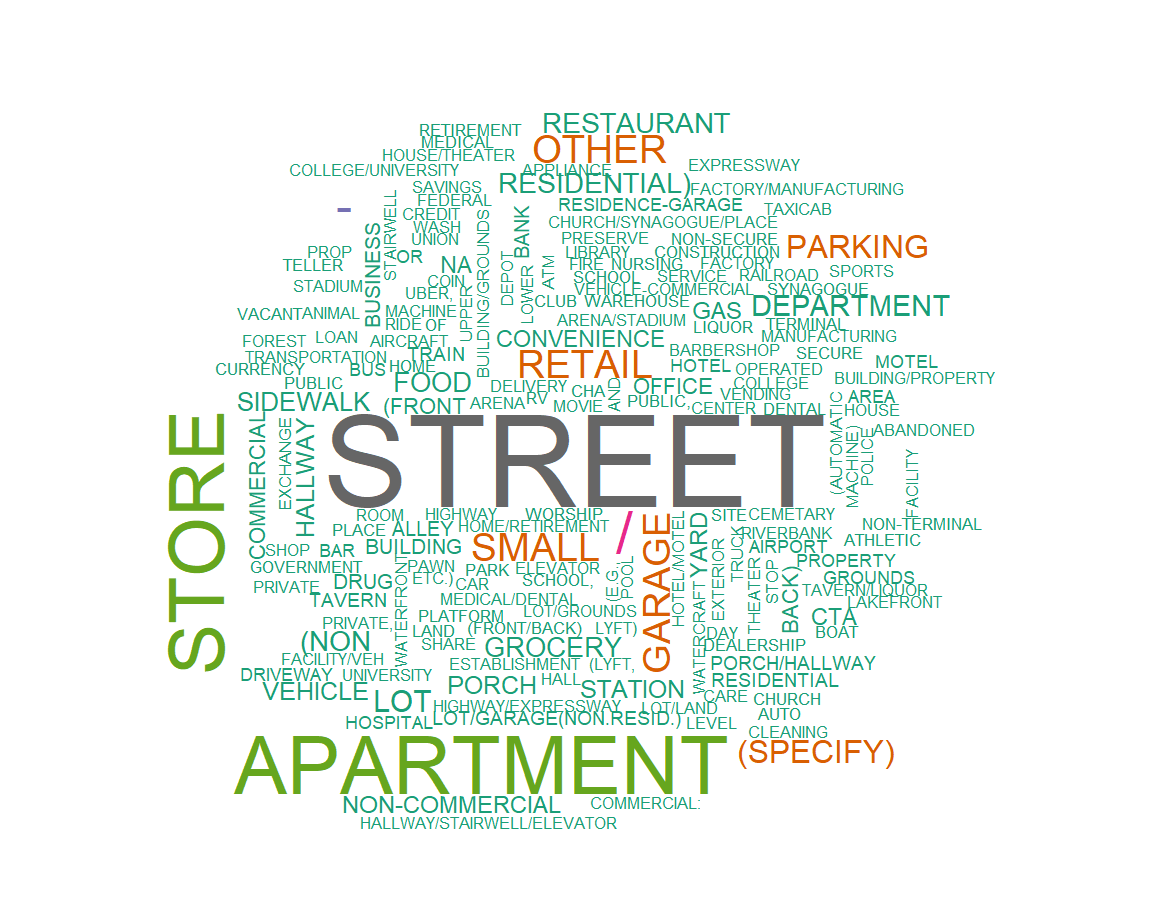 RESTAURANT
RETIREMENT
MEDICAL
OTHER
HOUSE/THEATER
COLLEGE/UNIVERSITY
APPLIANCE
EXPRESSWAY
RESIDENTIAL)
SAVINGS
FACTORY/MANUFACTURING
FEDERAL
RESIDENCE-GARAGE
TAXICAB
-
STAIRWELL
CREDIT
WASH
CHURCH/SYNAGOGUE/PLACE
UNION
PRESERVE
NON-SECURE
BUSINESS
BUILDING/GROUNDS
BANK
PARKING
PROP
OR
LIBRARY
CONSTRUCTION
TELLER
NA
DEPOT
LOWER
ATM
FIRE
NURSING
FACTORY
STADIUM
COIN
SCHOOL
SERVICE
RAILROAD
SPORTS
UBER,
UPPER
VEHICLE-COMMERCIAL
SYNAGOGUE
CLUB
WAREHOUSE
DEPARTMENT
VACANT
ANIMAL
MACHINE
GAS
RIDE
OF
ARENA/STADIUM
LIQUOR
TERMINAL
FOREST
LOAN
AIRCRAFT
CONVENIENCE
MANUFACTURING
TRANSPORTATION
TRAIN
BARBERSHOP
SECURE
CURRENCY
BUS
HOME
RETAIL
HOTEL
OPERATED
MOTEL
PUBLIC
FOOD
DELIVERY
CHA
AND
OFFICE
COLLEGE
BUILDING/PROPERTY
SIDEWALK
(FRONT
ARENA
RV
MOVIE
PUBLIC,
VENDING
CENTER
DENTAL
AREA
HOUSE
STORE
COMMERCIAL
EXCHANGE
HALLWAY
STREET
(AUTOMATIC
MACHINE)
POLICE
ABANDONED
FACILITY
ROOM
HIGHWAY
WORSHIP
/
GARAGE
HOTEL/MOTEL
YARD
SITE
CEMETARY
PLACE
ALLEY
HOME/RETIREMENT
RIVERBANK
NON-TERMINAL
SHOP
BAR
BUILDING
SMALL
EXTERIOR
TRUCK
AIRPORT
ATHLETIC
GOVERNMENT
PAWN
PARK
ELEVATOR
THEATER
STOP
PROPERTY
PRIVATE
DRUG
WATERFRONT
ETC.)
CAR
SCHOOL,
(E.G.
POOL
BACK)
GROUNDS
TAVERN
MEDICAL/DENTAL
TAVERN/LIQUOR
PRIVATE,
PLATFORM
LOT/GROUNDS
WATERCRAFT
LAKEFRONT
(NON
LAND
(FRONT/BACK)
LYFT)
DAY
CTA
BOAT
SHARE
GROCERY
DEALERSHIP
FACILITY/VEH
ESTABLISHMENT
(LYFT,
PORCH/HALLWAY
DRIVEWAY
UNIVERSITY
PORCH
HALL
STATION
RESIDENTIAL
VEHICLE
LOT
HIGHWAY/EXPRESSWAY
LOT/LAND
CARE
CHURCH
HOSPITAL
LOT/GARAGE(NON.RESID.)
LEVEL
AUTO
CLEANING
APARTMENT
(SPECIFY)
NON-COMMERCIAL
COMMERCIAL:
HALLWAY/STAIRWELL/ELEVATOR